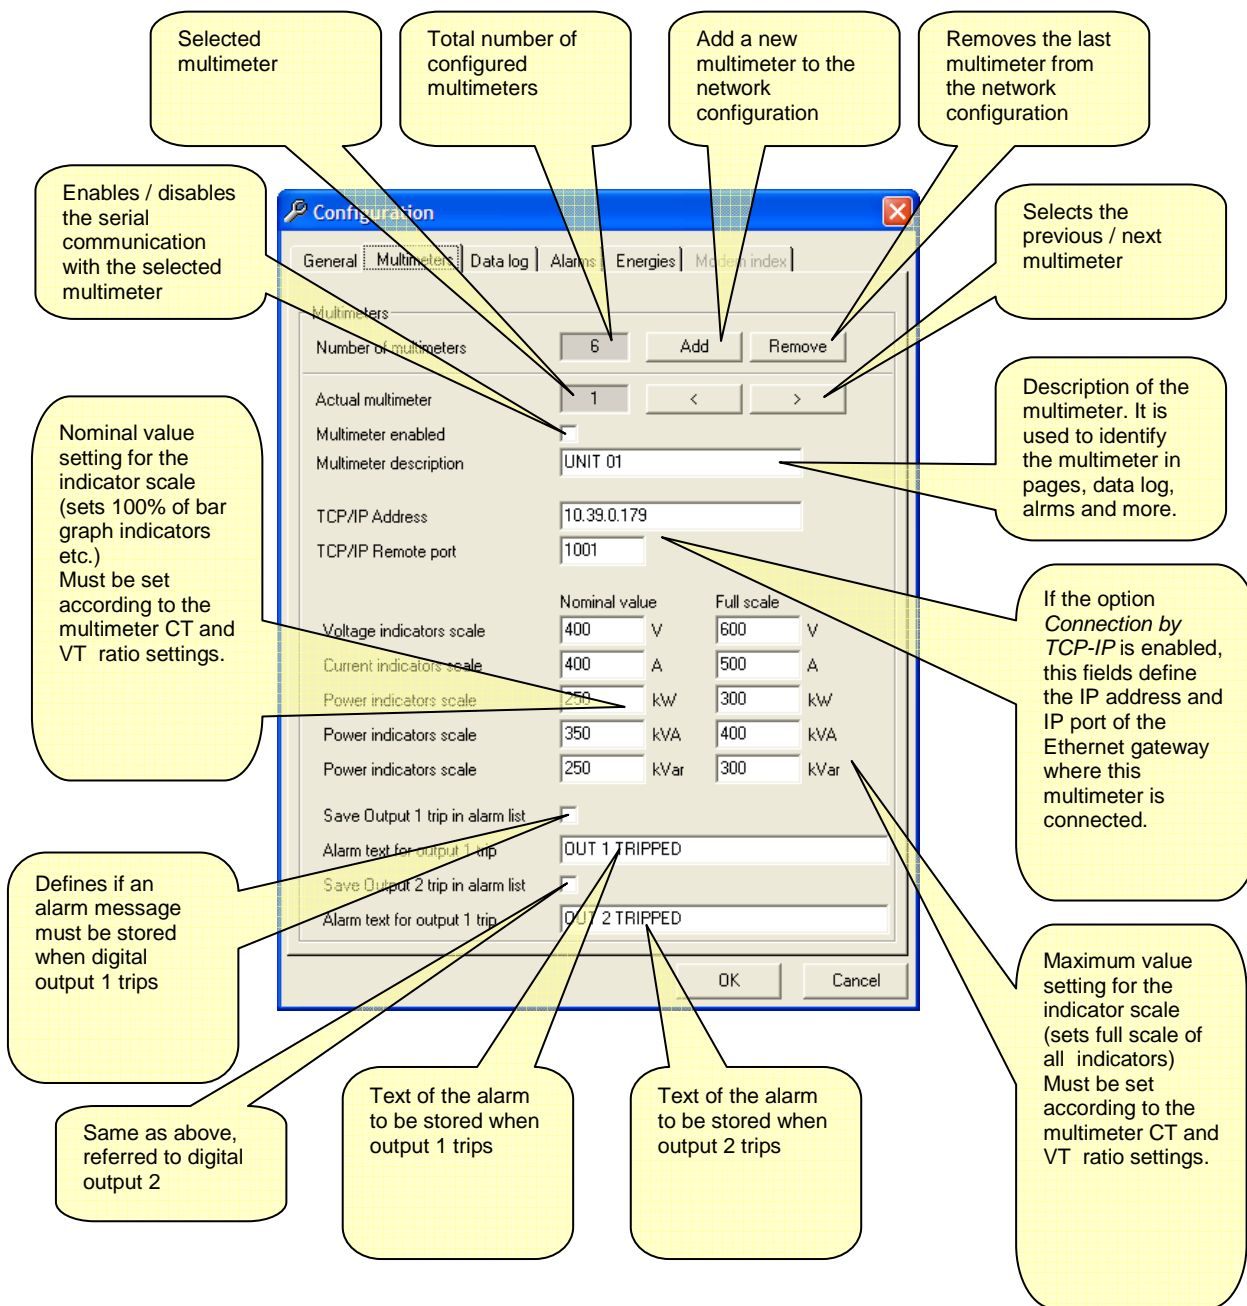 Selected
multimeter
Total number of
configured
multimeters
Add a new
multimeter to the
network
configuration
Removes the last
multimeter from
the network
configuration
Enables / disables
the serial
communication
with the selected
multimeter
Selects the
previous / next
multimeter
Configuration
General Multimeters Data log Alarms Energies Modem index
Multimeters
Number of multimeters 6 Add Remove
Actual multimeter 1 < >
Multimeter enabled
Multimeter description UNIT 01
TCP/IP Address 10.39.0.179
TCP/IP Remote port 1001
Nominal value Full scale
Voltage indicators scale 400 V 600 V
Current indicators scale 400 A 500 A
Power indicators scale 250 kW 300 kW
Power indicators scale 350 kVA 400 kVA
Power indicators scale 250 kVar 300 kVar
Save Output 1 trip in alarm list
Alarm text for output 1 trip OUT 1 TRIPPED
Save Output 2 trip in alarm list
Alarm text for output 1 trip OUT 2 TRIPPED
OK Cancel
Nominal value
setting for the
indicator scale
(sets 100% of bar
graph indicators
etc.)
Must be set
according to the
multimeter CT and
VT ratio settings.
Description of the
multimeter. It is
used to identify
the multimeter in
pages, data log,
alrms and more.
If the option
Connection by
TCP-IP is enabled,
this fields define
the IP address and
IP port of the
Ethernet gateway
where this
multimeter is
connected.
Defines if an
alarm message
must be stored
when digital
output 1 trips
Maximum value
setting for the
indicator scale
(sets full scale of
all indicators)
Must be set
according to the
multimeter CT and
VT ratio settings.
Same as above,
referred to digital
output 2
Text of the alarm
to be stored when
output 1 trips
Text of the alarm
to be stored when
output 2 trips